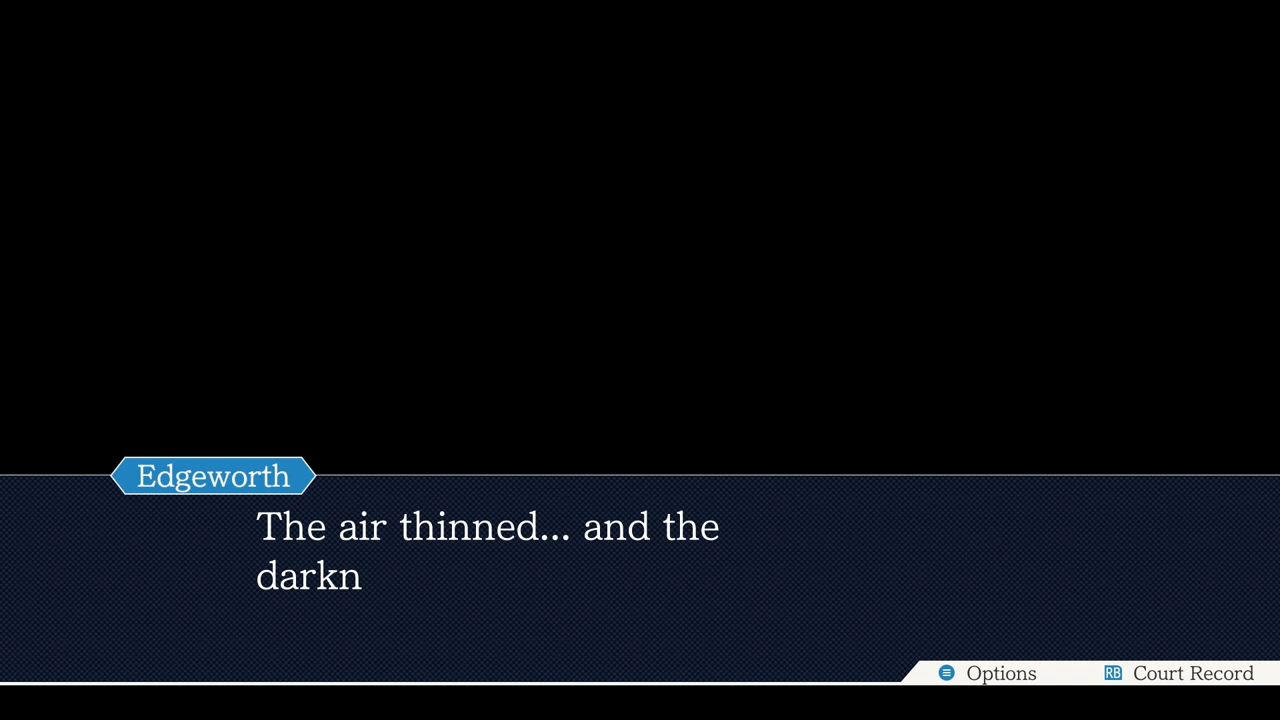 Edgeworth
The air thinned... and the
darkn
Options
RB Court Record